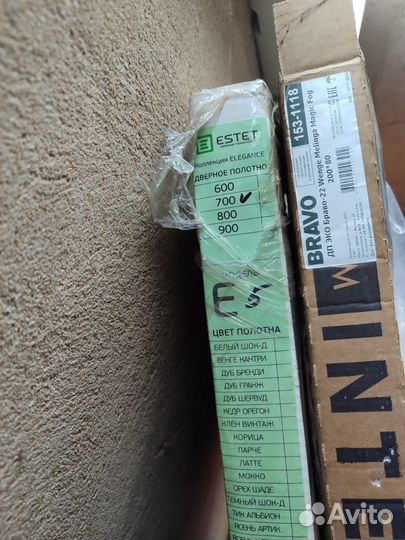 ESTET
Коллекция ELEGANCE
ДВЕРНОЕ ПОЛОТНО
600
700 ✓
800
900
МОДЕЛЬ
E
ЦВЕТ ПОЛОТНА
БЕЛЫЙ ШОК-Д
ВЕНГЕ КАНТРИ
ДУБ БРЕНДИ
ДУБ ГРАНЖ
ДУБ ШЕРВУД
КЕДР ОРЕГОН
КЛЁН ВИНТАЖ
КОРИЦА
ЛАРЧЕ
ЛАТТЕ
МОККО
ОРЕХ ШАДЕ
ТЕМНЫЙ ШОК-Д
ТИК АЛЬБИОН
ЯСЕНЬ АРТИК
153-1118
BRAVO
ДП ЭКО Браво-22 Wenge Melinga Magic Fog
200*80
EAC
INTE
Avito